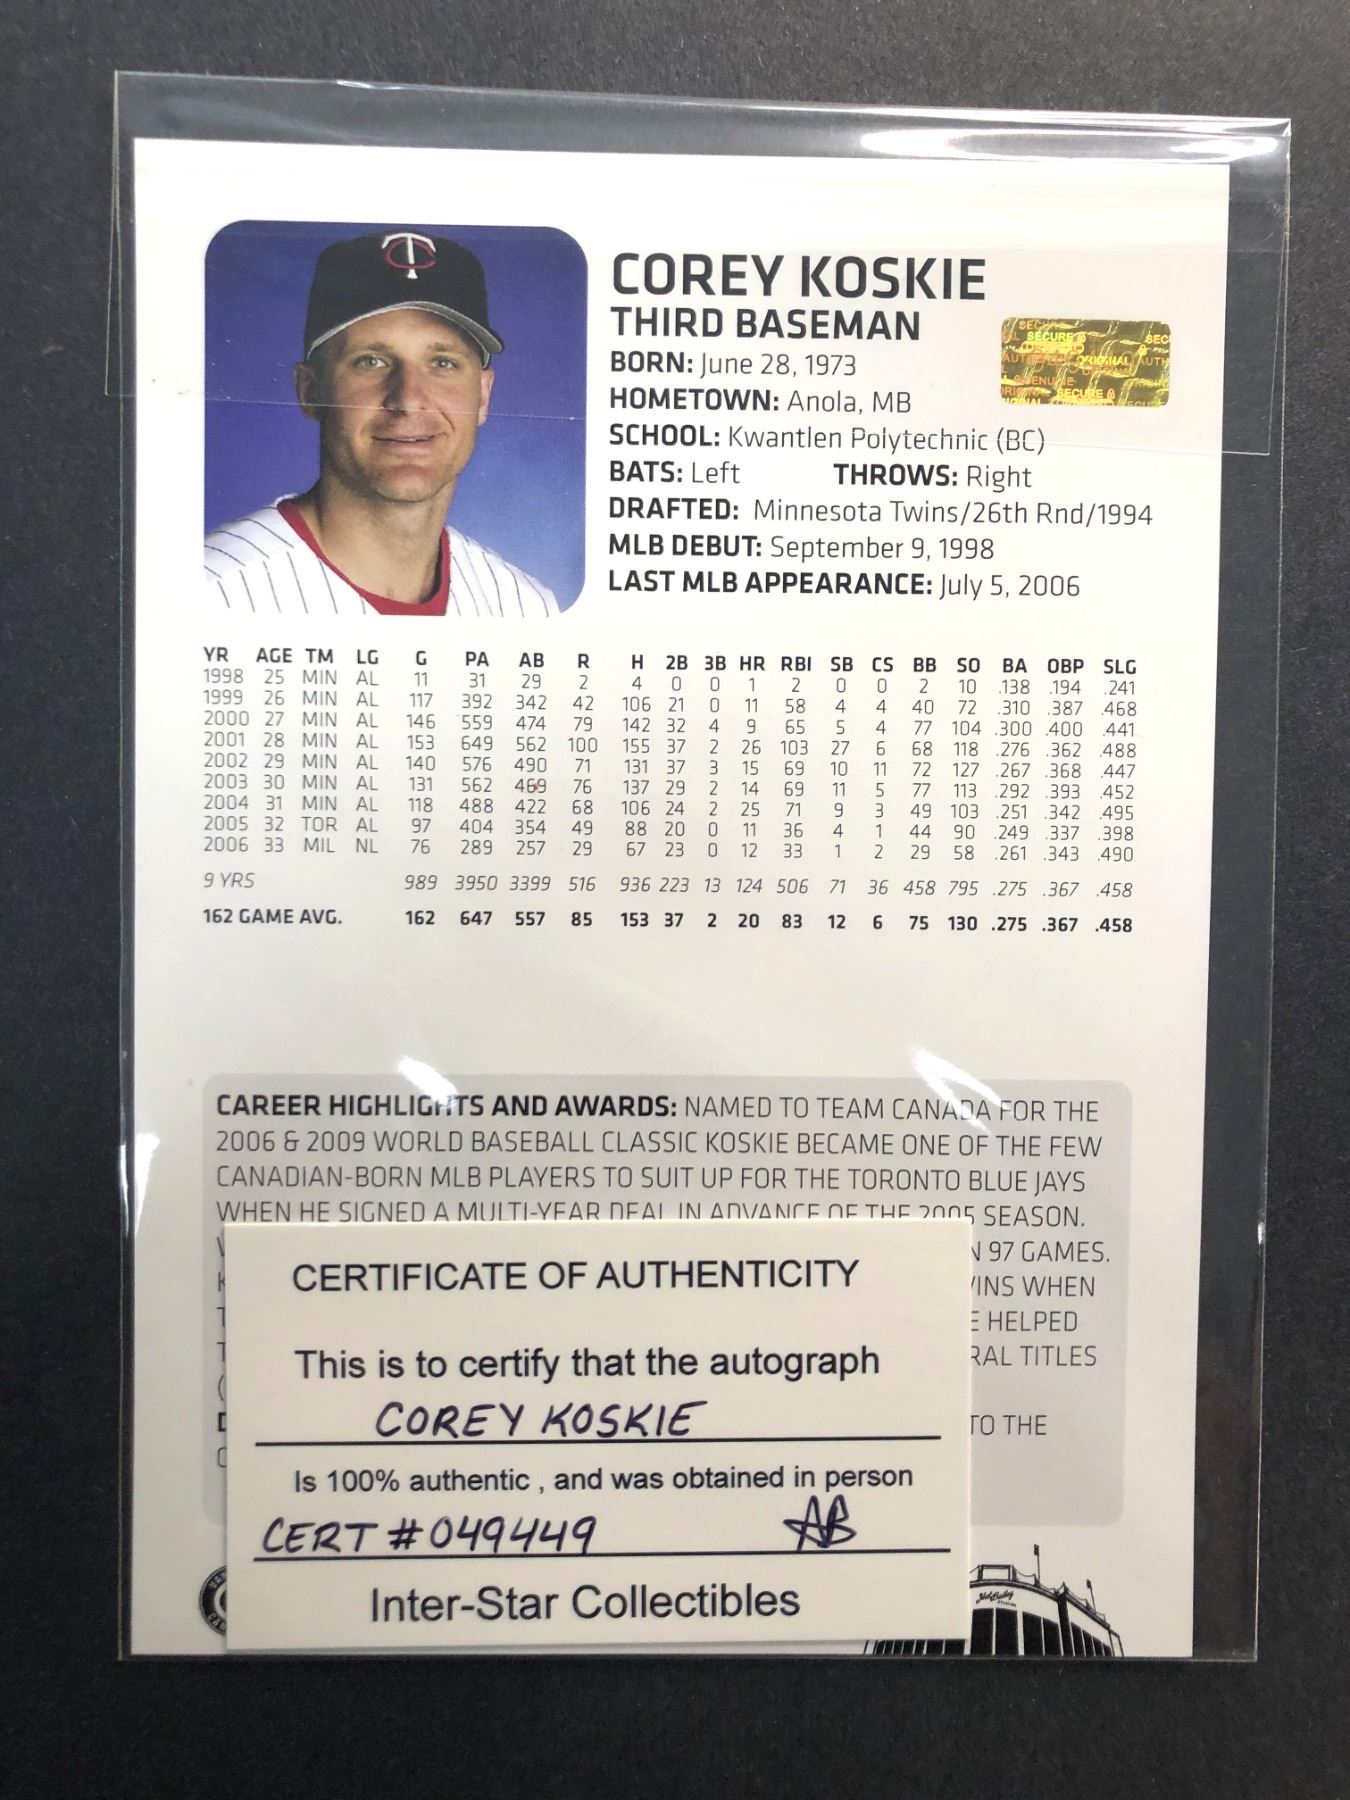 COREY KOSKIE
THIRD BASEMAN
BORN: June 28, 1973
HOMETOWN: Anola, MB
SCHOOL: Kwantlen Polytechnic (BC)
BATS: Left THROWS: Right
DRAFTED: Minnesota Twins/26th Rnd/1994
MLB DEBUT: September 9, 1998
LAST MLB APPEARANCE: July 5, 2006
SECURE
ORIGINAL
GENUINE
SECURE
YR AGE TM LG G PA AB R H 2B 3B HR RBI SB CS BB SO BA OBP SLG
1998 25 MIN AL 11 31 29 2 4 0 0 1 2 0 0 2 10 .138 .194 .241
1999 26 MIN AL 117 392 342 42 106 21 0 11 58 4 4 40 72 .310 .387 .468
2000 27 MIN AL 146 559 474 79 142 32 4 9 65 5 4 77 104 .300 .400 .441
2001 28 MIN AL 153 649 562 100 155 37 2 26 103 27 6 68 118 .276 .362 .488
2002 29 MIN AL 140 576 490 71 131 37 3 15 69 10 11 72 127 .267 .368 .447
2003 30 MIN AL 131 562 469 76 137 29 2 14 69 11 5 77 113 .292 .393 .452
2004 31 MIN AL 118 488 422 68 106 24 2 25 71 9 3 49 103 .251 .342 .495
2005 32 TOR AL 97 404 354 49 88 20 0 11 36 4 1 44 90 .249 .337 .398
2006 33 MIL NL 76 289 257 29 67 23 0 12 33 1 2 29 58 .261 .343 .490
9 YRS 989 3950 3399 516 936 223 13 124 506 71 36 458 795 .275 .367 .458
162 GAME AVG. 162 647 557 85 153 37 2 20 83 12 6 75 130 .275 .367 .458
CAREER HIGHLIGHTS AND AWARDS: NAMED TO TEAM CANADA FOR THE
2006 & 2009 WORLD BASEBALL CLASSIC KOSKIE BECAME ONE OF THE FEW
CANADIAN-BORN MLB PLAYERS TO SUIT UP FOR THE TORONTO BLUE JAYS
WHEN HE SIGNED A MULTI-YEAR DEAL IN ADVANCE OF THE 2005 SEASON.
97 GAMES.
WHEN
HELPED
TITLES
TO THE
CERTIFICATE OF AUTHENTICITY
This is to certify that the autograph
COREY KOSKIE
Is 100% authentic , and was obtained in person
CERT #049449 AB
Inter-Star Collectibles
Nat Bailey